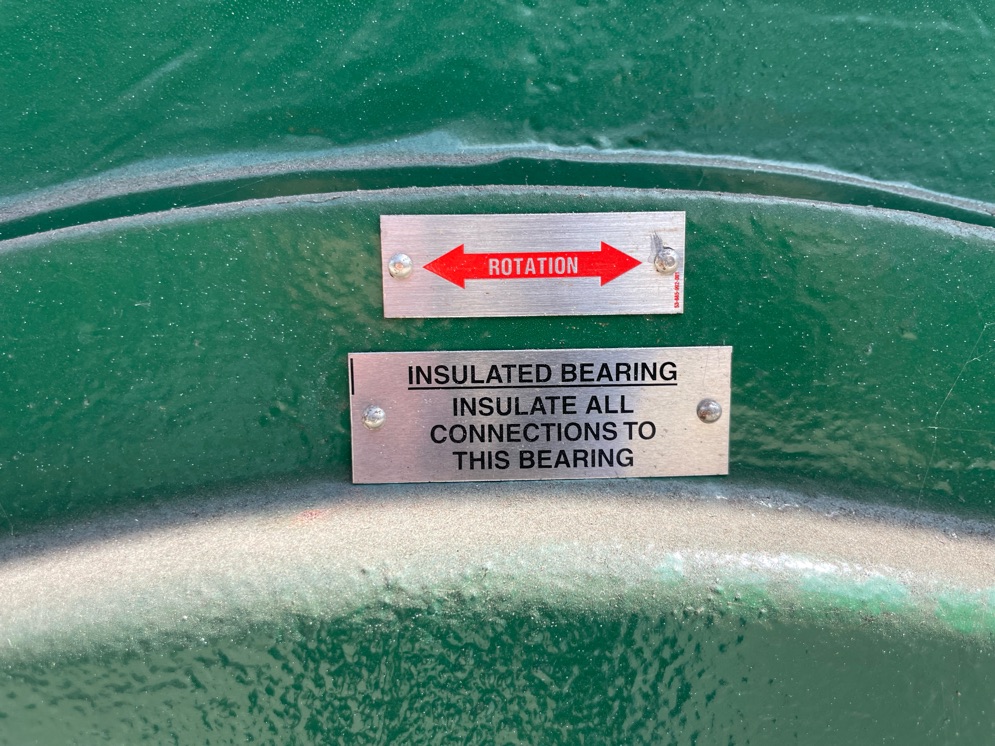 ROTATION
INSULATED BEARING
INSULATE ALL
CONNECTIONS TO
THIS BEARING